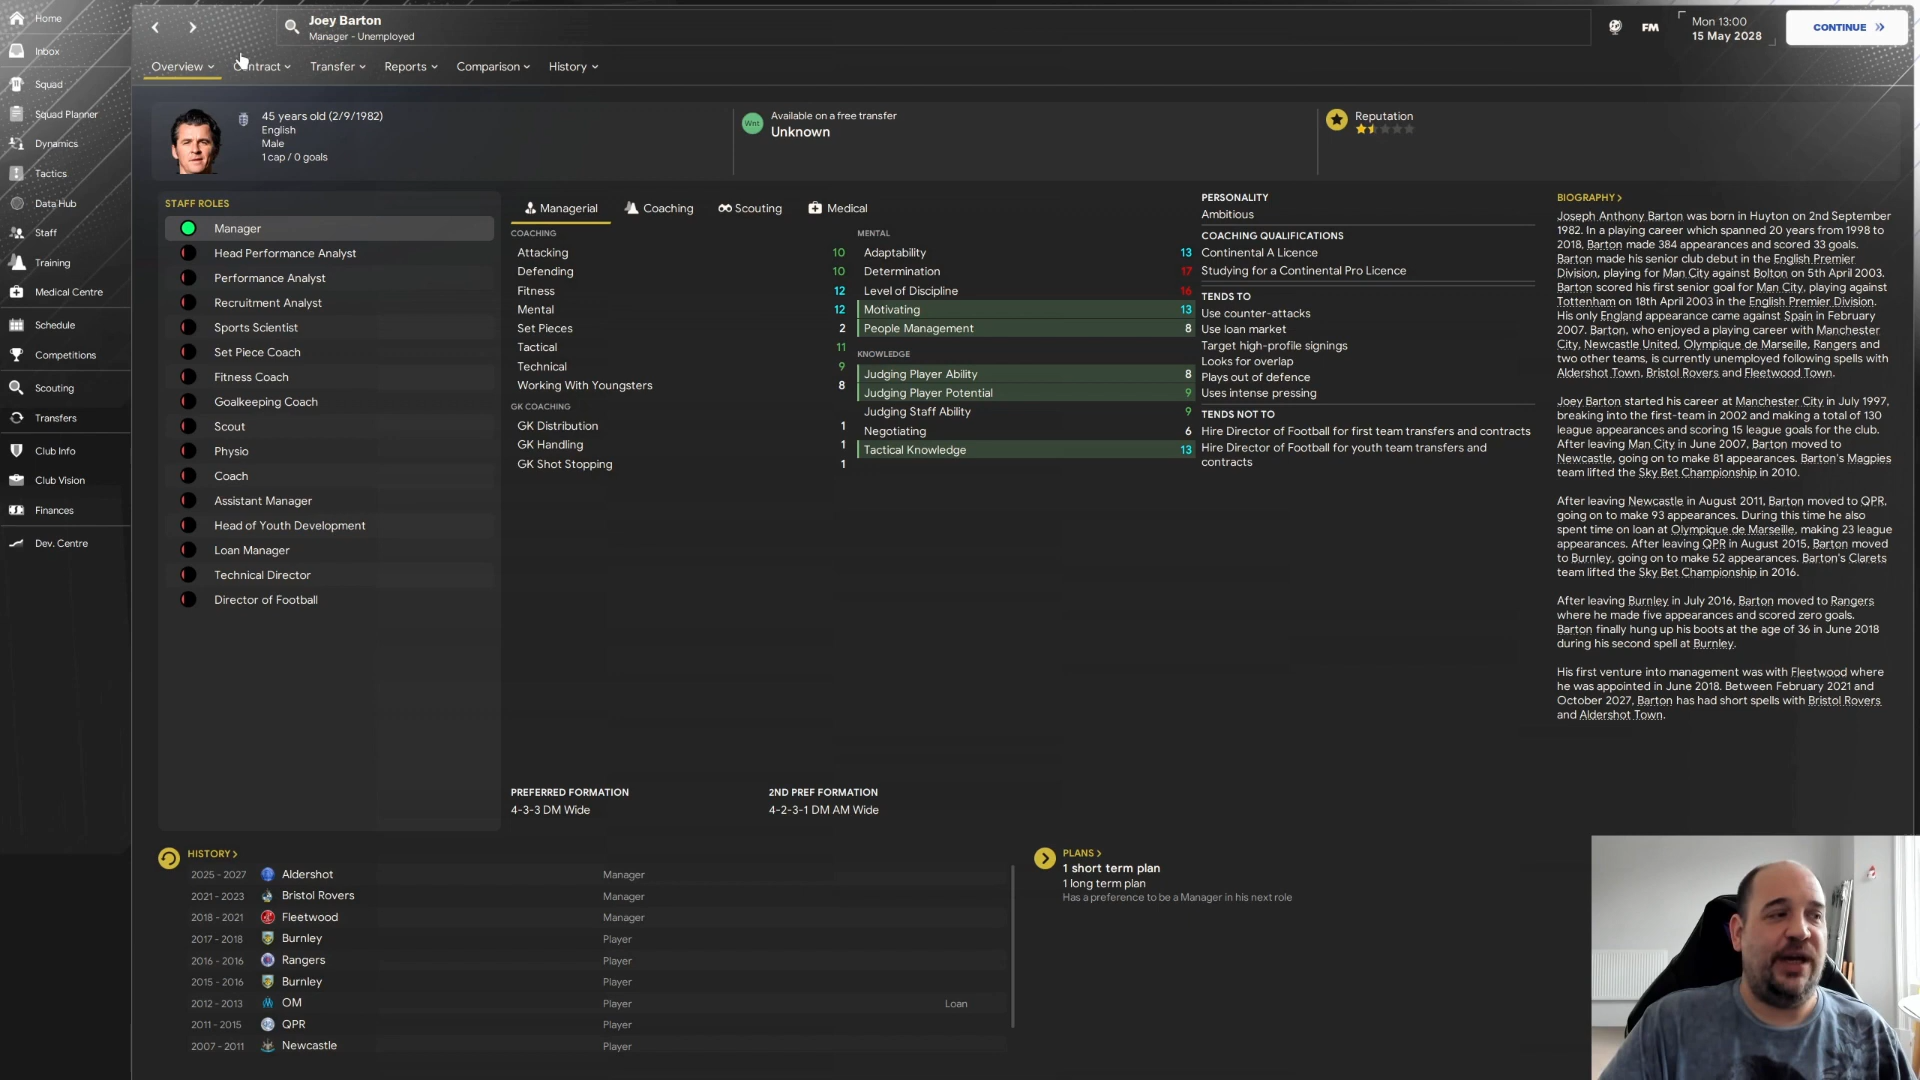 Home
Inbox
Squad
Squad Planner
Dynamics
Tactics
Data Hub
Staff
Training
Medical Centre
Schedule
Competitions
Scouting
Transfers
Club Info
Club Vision
Finances
Dev. Centre
Joey Barton
Manager - Unemployed
FM
Mon 13:00
15 May 2028
CONTINUE
Overview
Contract
Transfer
Reports
Comparison
History
45 years old (2/9/1982)
English
Male
1 cap / 0 goals
Wnt
Available on a free transfer
Unknown
Reputation
STAFF ROLES
Manager
Head Performance Analyst
Performance Analyst
Recruitment Analyst
Sports Scientist
Set Piece Coach
Fitness Coach
Goalkeeping Coach
Scout
Physio
Coach
Assistant Manager
Head of Youth Development
Loan Manager
Technical Director
Director of Football
Managerial
Coaching
Scouting
Medical
COACHING
Attacking 10
Defending 10
Fitness 12
Mental 12
Set Pieces 2
Tactical 11
Technical 9
Working With Youngsters 8
GK COACHING
GK Distribution 1
GK Handling 1
GK Shot Stopping 1
MENTAL
Adaptability 13
Determination 17
Level of Discipline 16
Motivating 13
People Management 8
KNOWLEDGE
Judging Player Ability 8
Judging Player Potential 9
Judging Staff Ability 9
Negotiating 6
Tactical Knowledge 13
PERSONALITY
Ambitious
COACHING QUALIFICATIONS
Continental A Licence
Studying for a Continental Pro Licence
TENDS TO
Use counter-attacks
Use loan market
Target high-profile signings
Looks for overlap
Plays out of defence
Uses intense pressing
TENDS NOT TO
Hire Director of Football for first team transfers and contracts
Hire Director of Football for youth team transfers and
contracts
BIOGRAPHY >
Joseph Anthony Barton was born in Huyton on 2nd September
1982. In a playing career which spanned 20 years from 1998 to
2018, Barton made 384 appearances and scored 33 goals.
Barton made his senior club debut in the English Premier
Division, playing for Man City against Bolton on 5th April 2003.
Barton scored his first senior goal for Man City, playing against
Tottenham on 18th April 2003 in the English Premier Division.
His only England appearance came against Spain in February
2007. Barton, who enjoyed a playing career with Manchester
City, Newcastle United, Olympique de Marseille, Rangers and
two other teams, is currently unemployed following spells with
Aldershot Town, Bristol Rovers and Fleetwood Town.
Joey Barton started his career at Manchester City in July 1997,
breaking into the first-team in 2002 and making a total of 130
league appearances and scoring 15 league goals for the club.
After leaving Man City in June 2007, Barton moved to
Newcastle, going on to make 81 appearances. Barton's Magpies
team lifted the Sky Bet Championship in 2010.
After leaving Newcastle in August 2011, Barton moved to QPR,
going on to make 93 appearances. During this time he also
spent time on loan at Olympique de Marseille, making 23 league
appearances. After leaving QPR in August 2015, Barton moved
to Burnley, going on to make 52 appearances. Barton's Clarets
team lifted the Sky Bet Championship in 2016.
After leaving Burnley in July 2016, Barton moved to Rangers
where he made five appearances and scored zero goals.
Barton finally hung up his boots at the age of 36 in June 2018
during his second spell at Burnley.
His first venture into management was with Fleetwood where
he was appointed in June 2018. Between February 2021 and
October 2027, Barton has had short spells with Bristol Rovers
and Aldershot Town.
PREFERRED FORMATION
4-3-3 DM Wide
2ND PREF FORMATION
4-2-3-1 DM AM Wide
HISTORY >
2025 - 2027 Aldershot Manager
2021 - 2023 Bristol Rovers Manager
2018 - 2021 Fleetwood Manager
2017 - 2018 Burnley Player
2016 - 2016 Rangers Player
2015 - 2016 Burnley Player
2012 - 2013 OM Player Loan
2011 - 2015 QPR Player
2007 - 2011 Newcastle Player
PLANS >
1 short term plan
1 long term plan
Has a preference to be a Manager in his next role